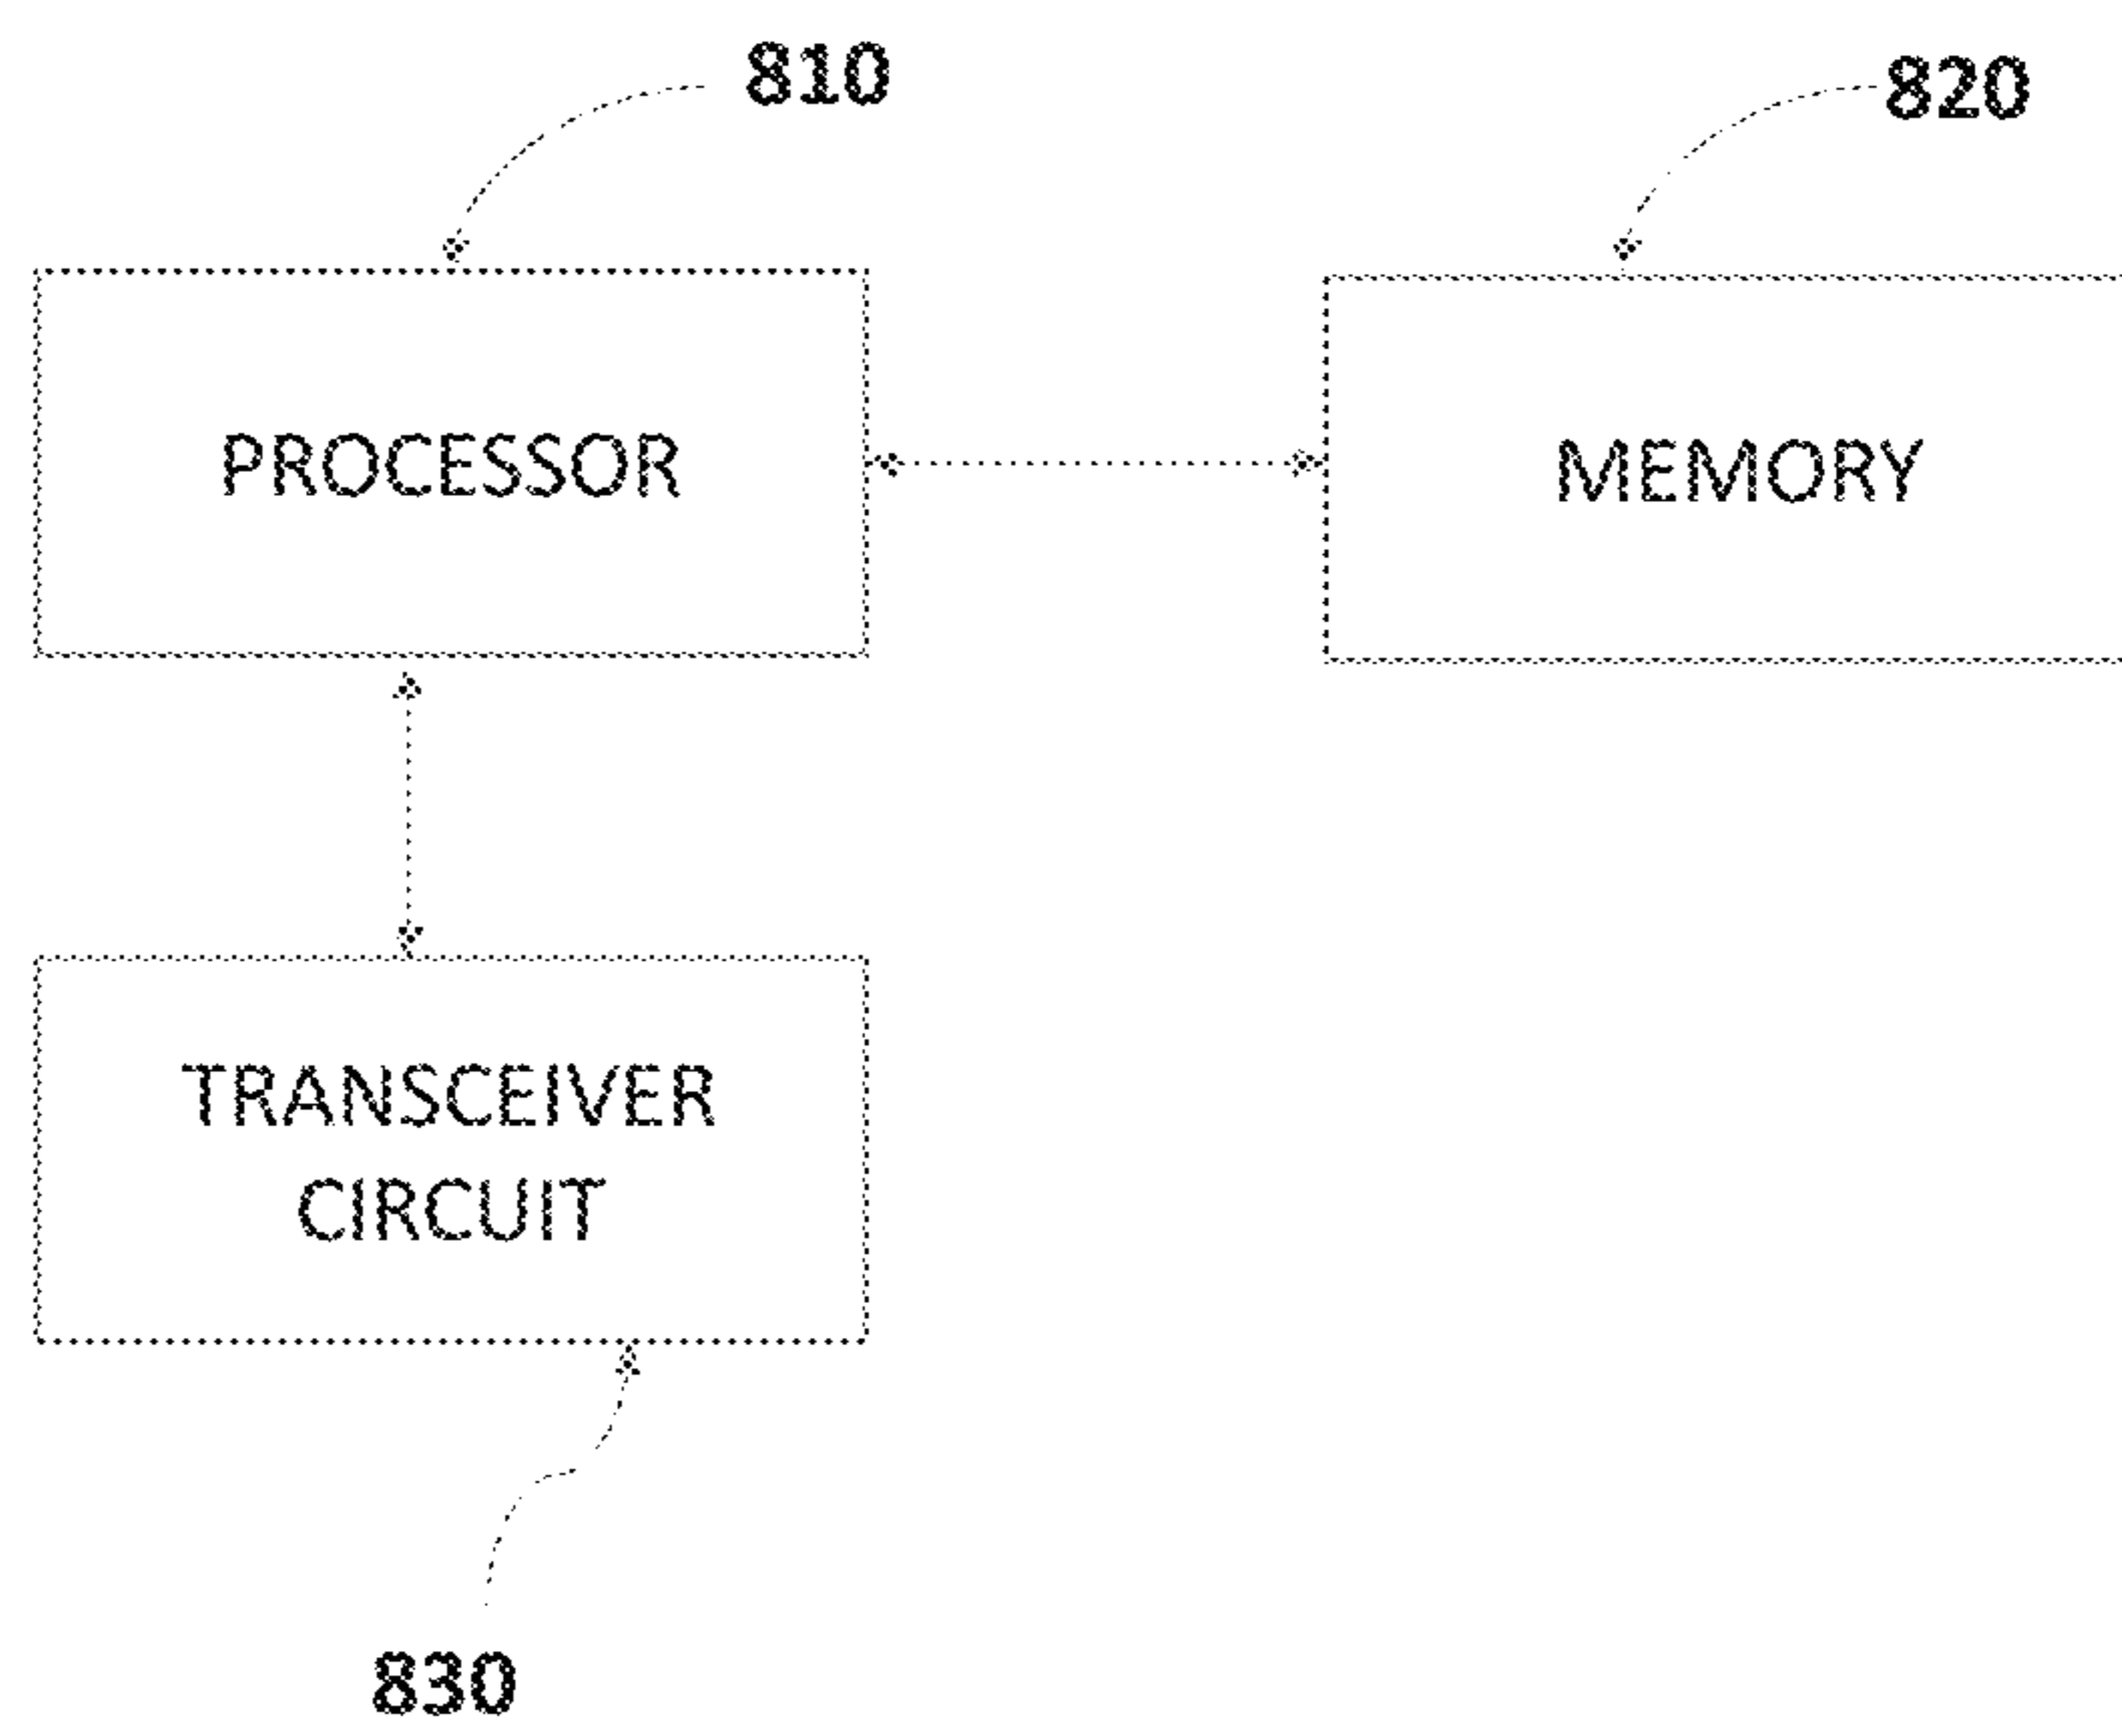 810
820
PROCESSOR
MEMORY
TRANSCEIVER
CIRCUIT
830